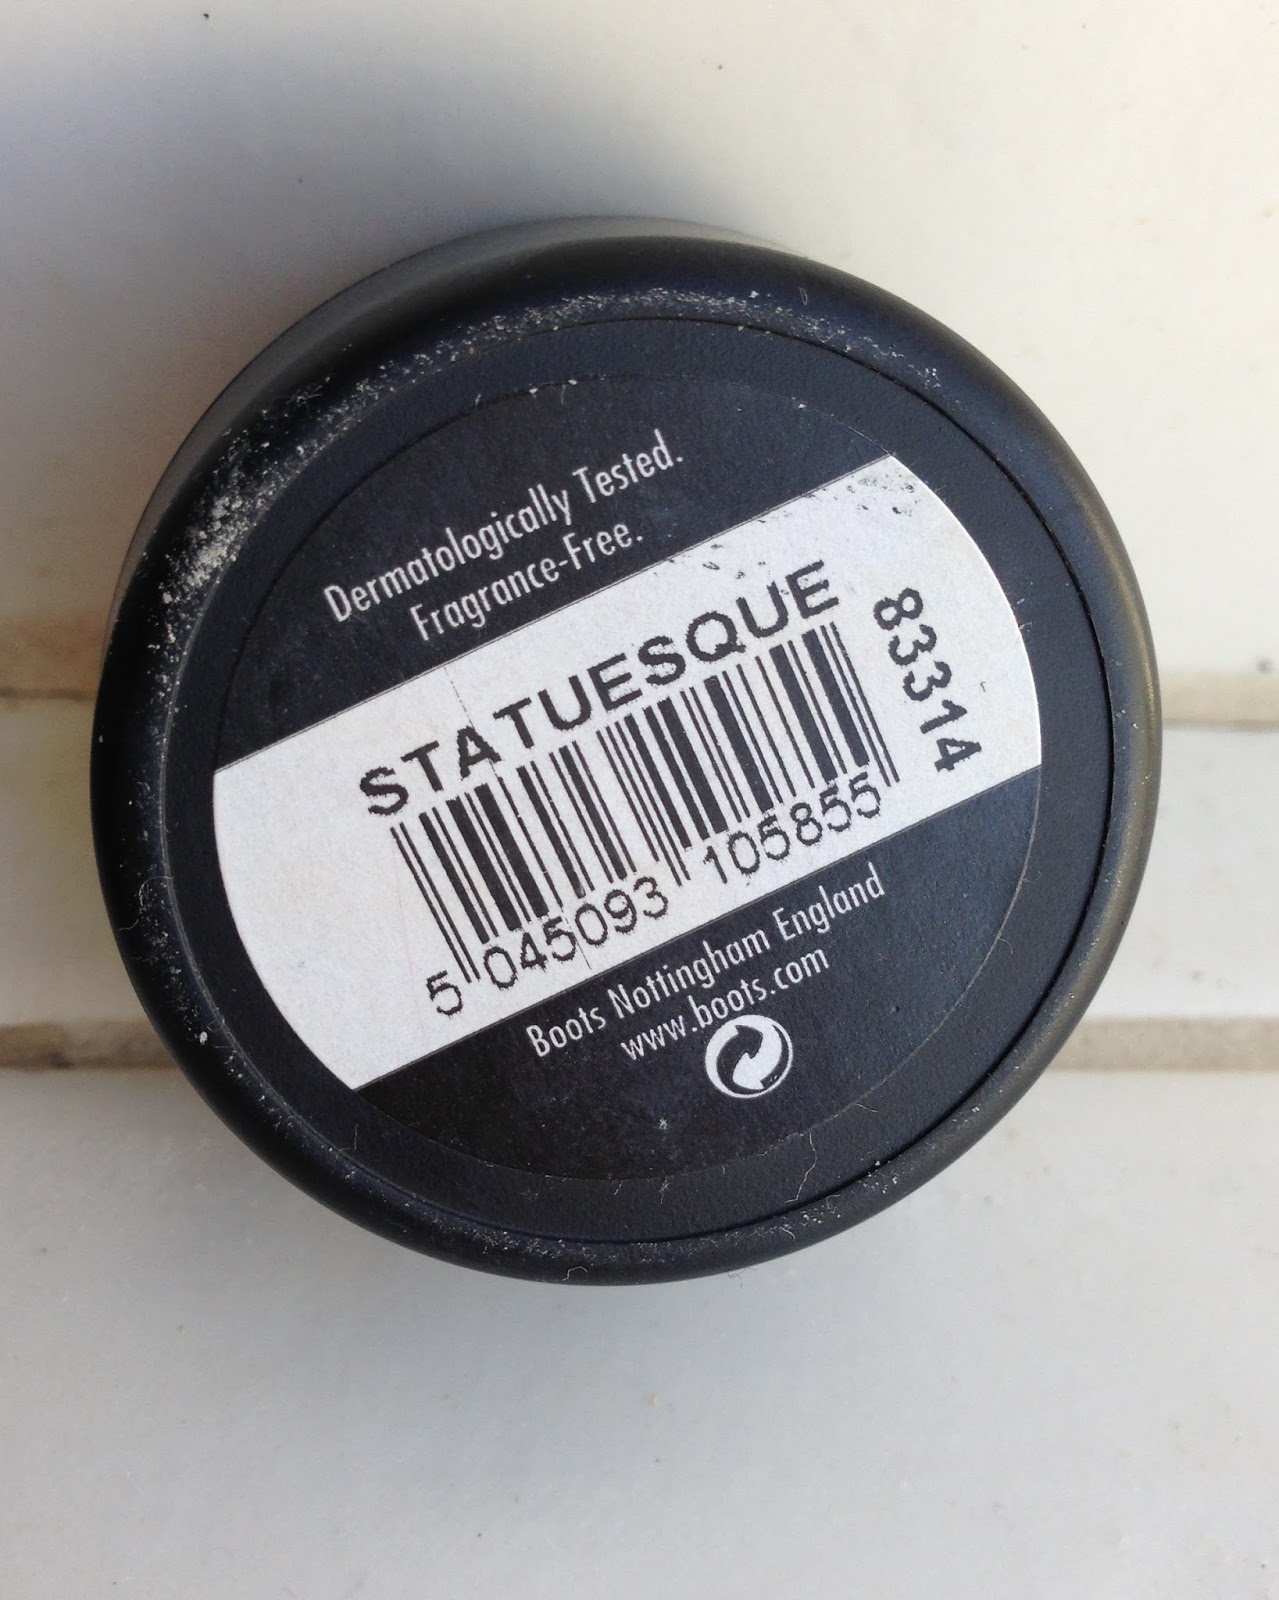 Dermatologically Tested.
Fragrance-Free.
STATUESQUE
83314
5 045093 105855
Boots Nottingham England
www.boots.com